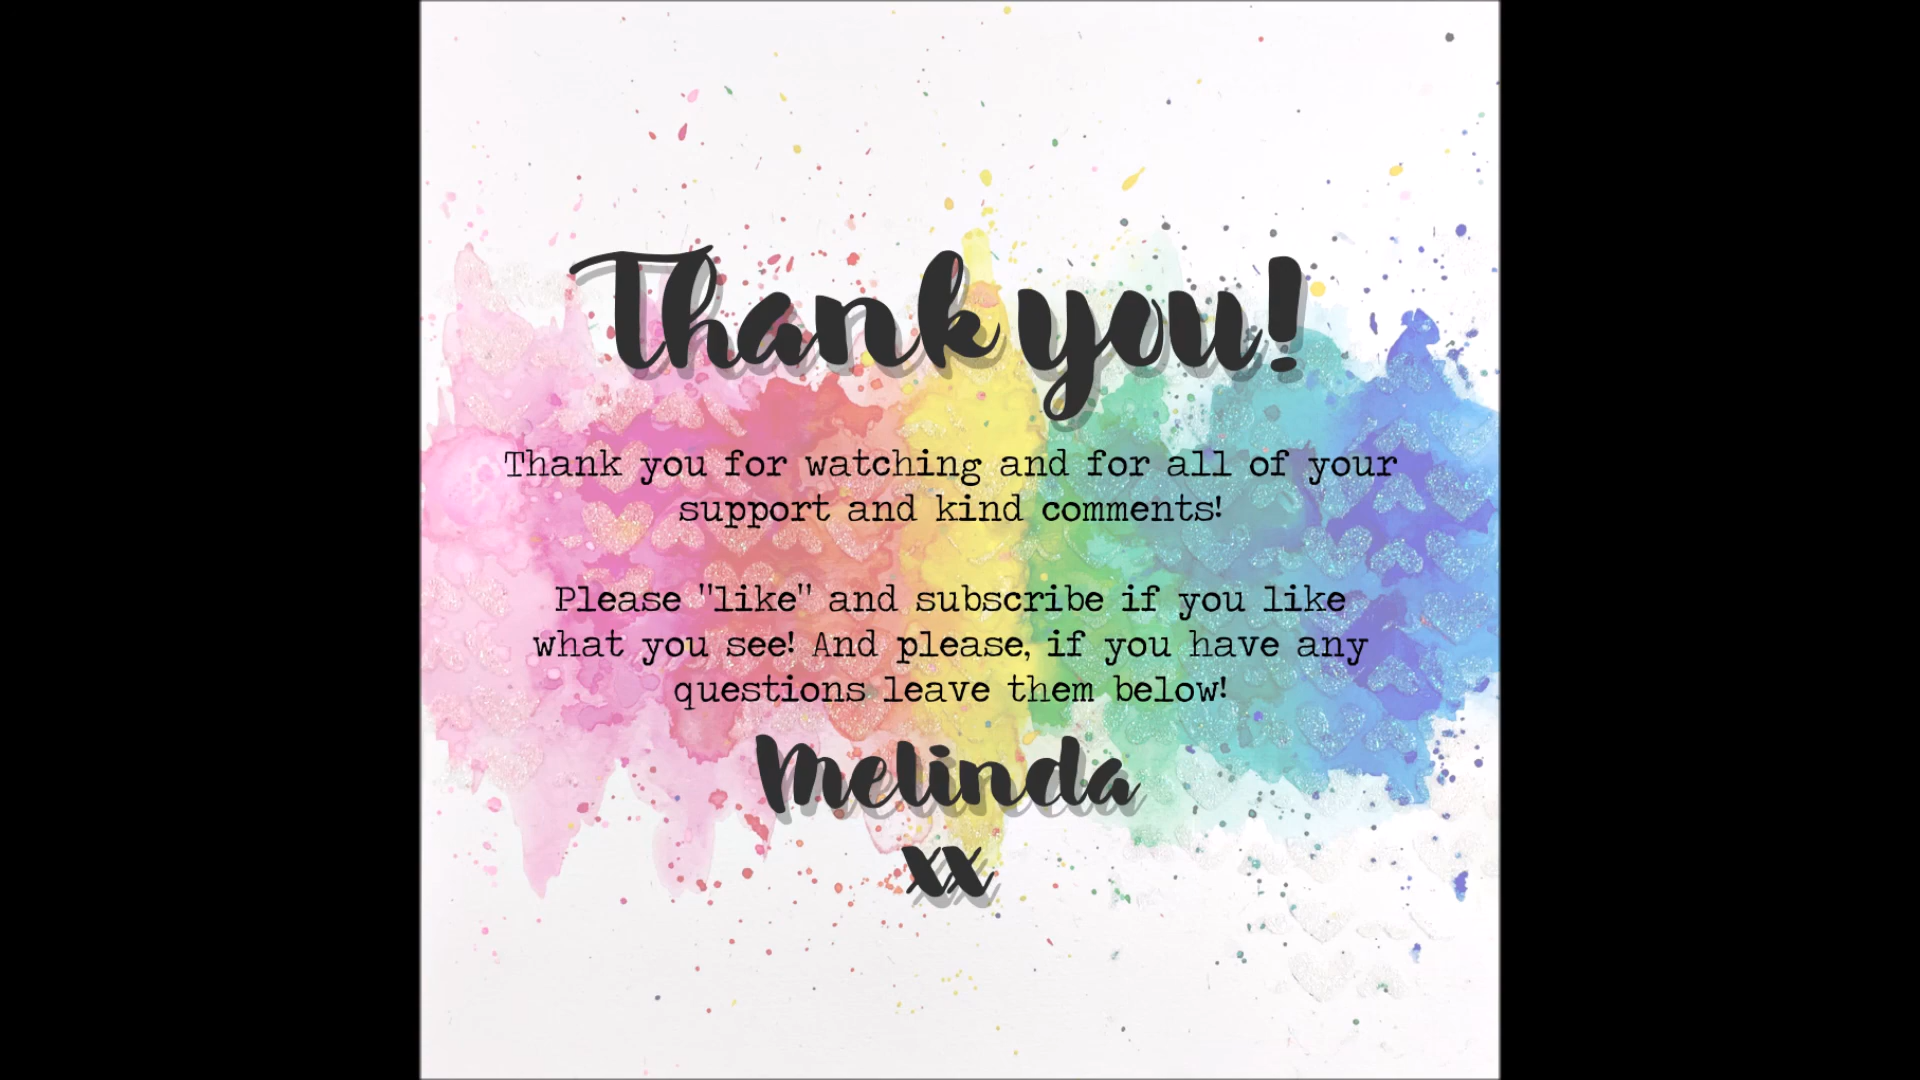 Thank you!
Thank you for watching and for all of your
support and kind comments!
Please "like" and subscribe if you like
what you see! And please, if you have any
questions leave them below!
Melinda
xx